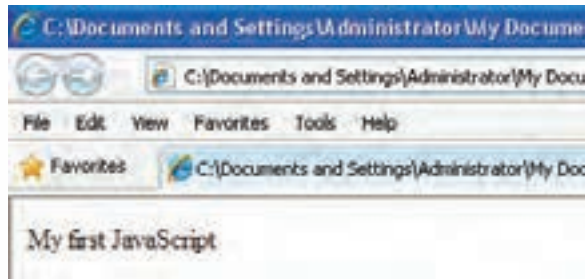 C:\Documents and Settings\Administrator\My Docume
C:\Documents and Settings\Administrator\My Docu
File Edit View Favorites Tools Help
Favorites C:\Documents and Settings\Administrator\My Doc
My first JavaScript